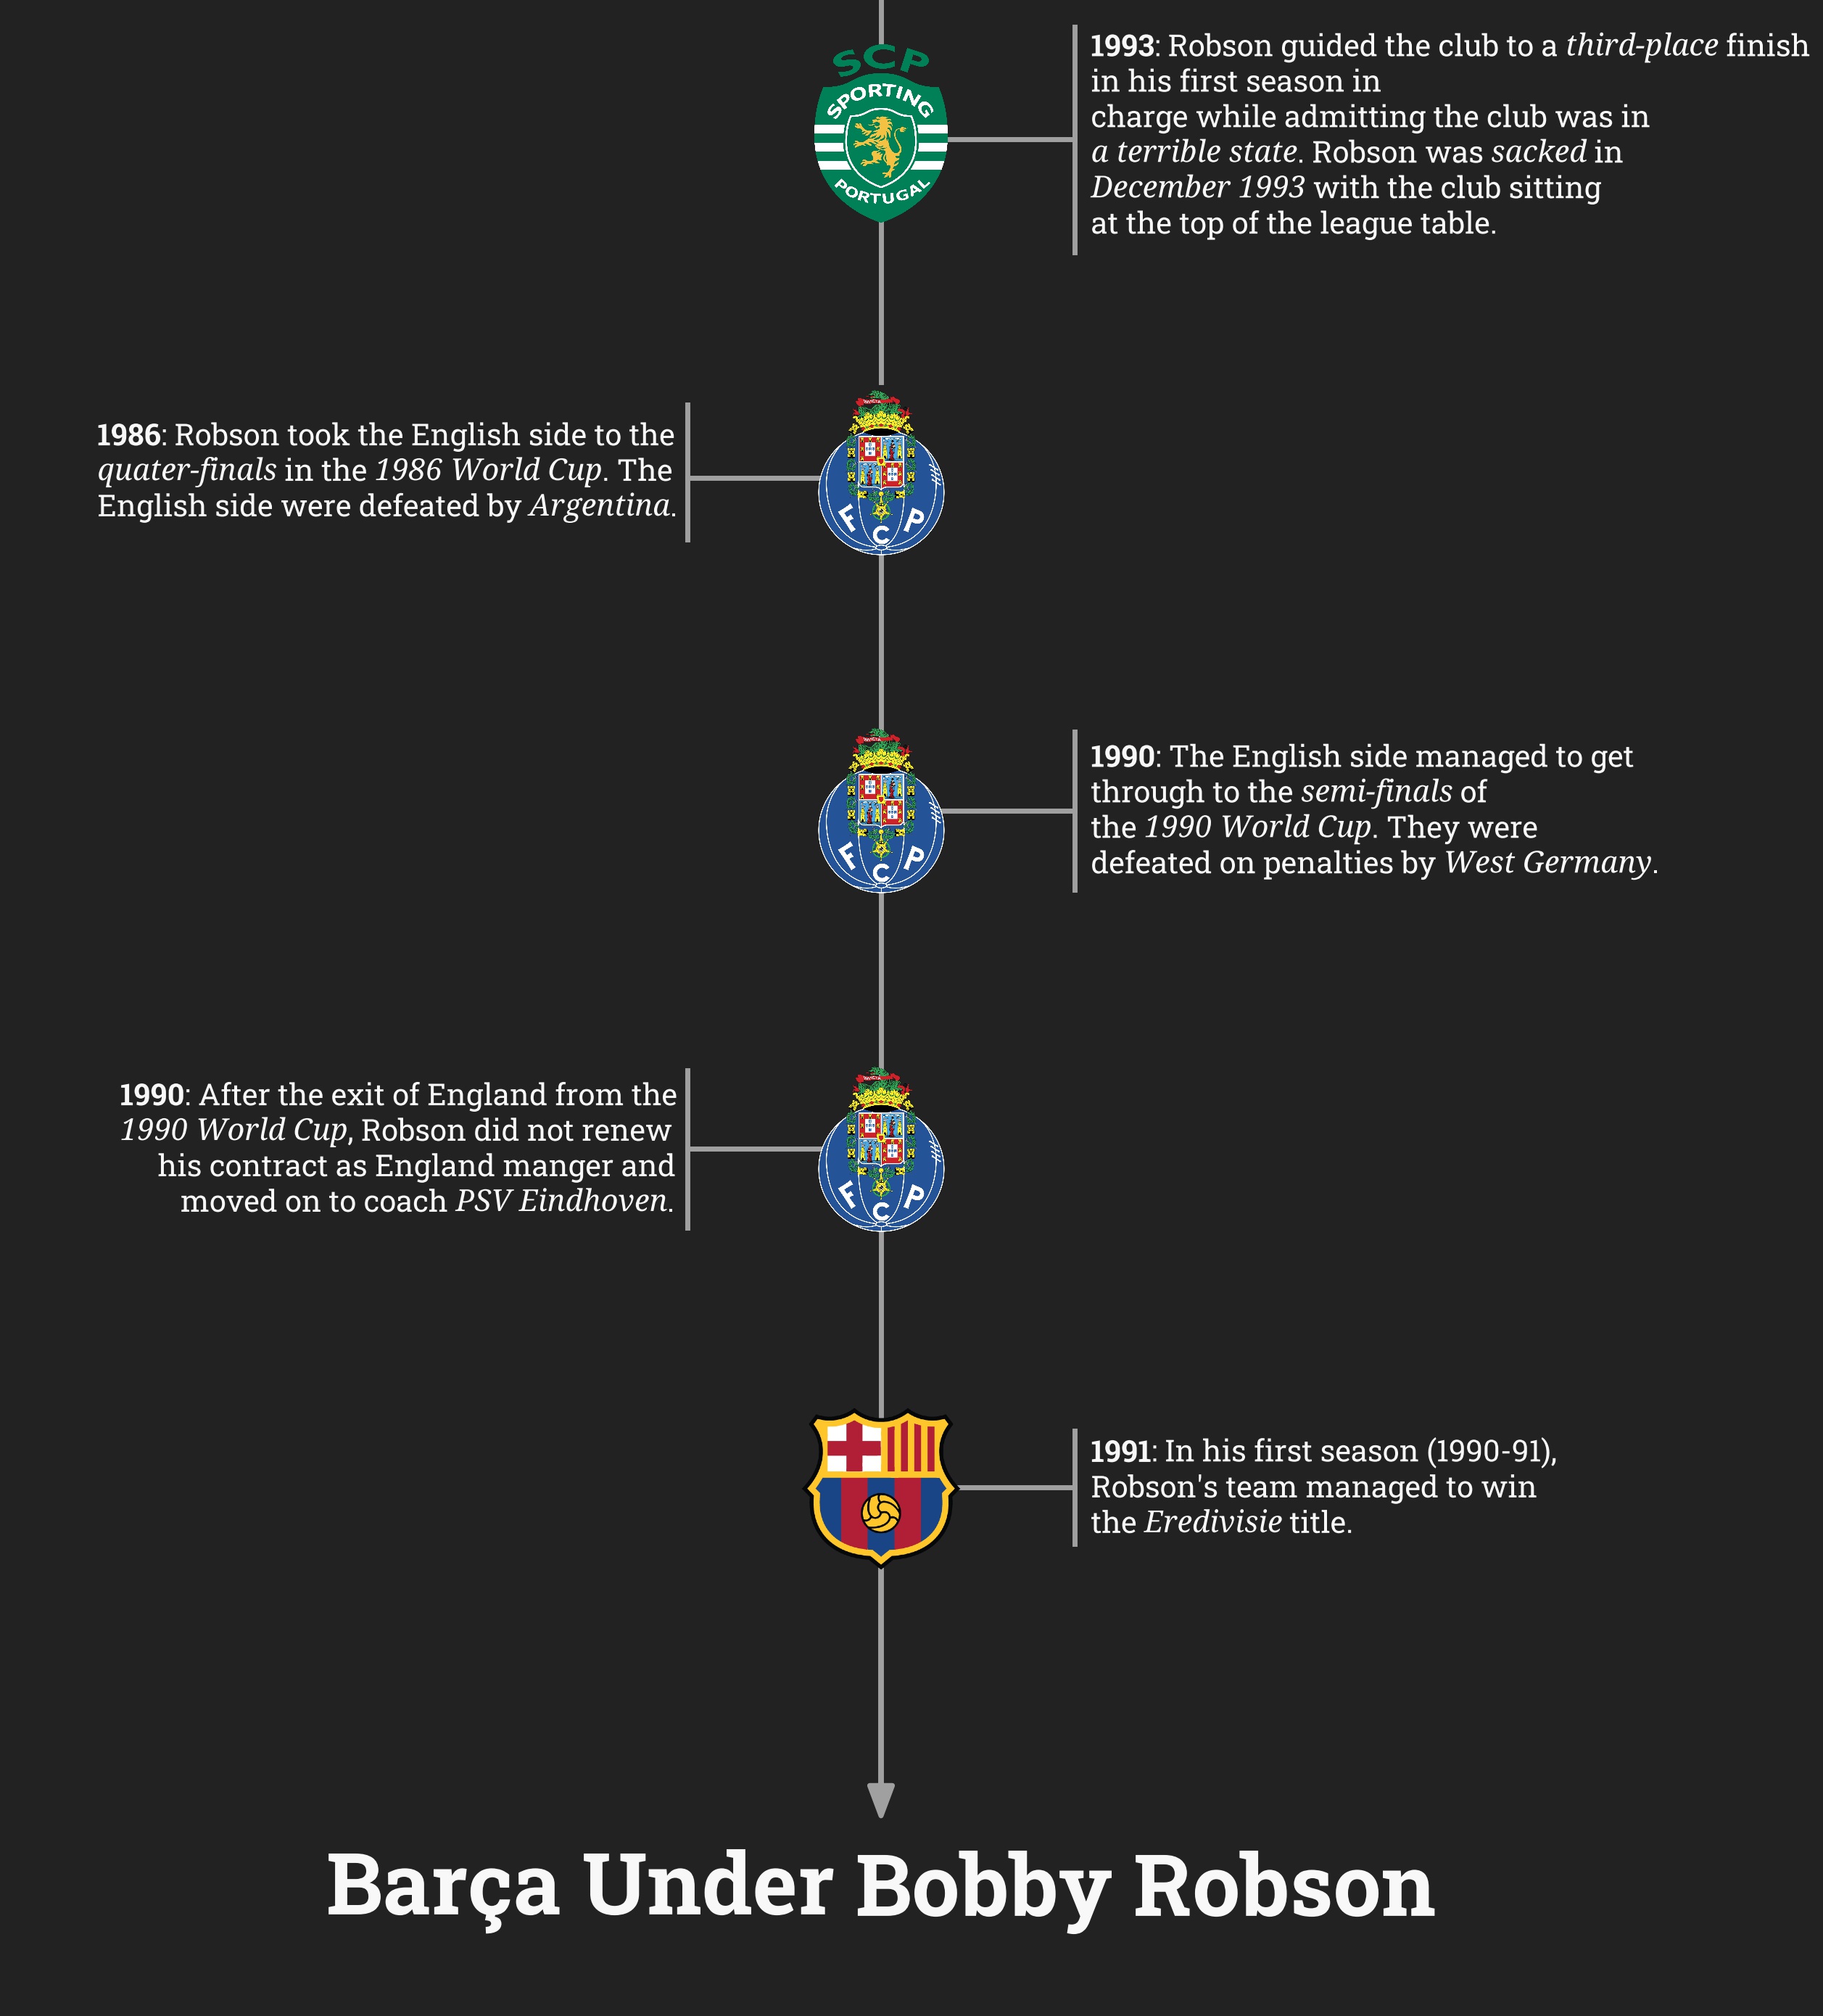 SCP
SPORTING
PORTUGAL
1993: Robson guided the club to a third-place finish
in his first season in
charge while admitting the club was in
a terrible state. Robson was sacked in
December 1993 with the club sitting
at the top of the league table.
1986: Robson took the English side to the
quater-finals in the 1986 World Cup. The
English side were defeated by Argentina.
INVICTA
F C P
1990: The English side managed to get
through to the semi-finals of
the 1990 World Cup. They were
defeated on penalties by West Germany.
INVICTA
F C P
1990: After the exit of England from the
1990 World Cup, Robson did not renew
his contract as England manger and
moved on to coach PSV Eindhoven.
INVICTA
F C P
1991: In his first season (1990-91),
Robson's team managed to win
the Eredivisie title.
Barça Under Bobby Robson